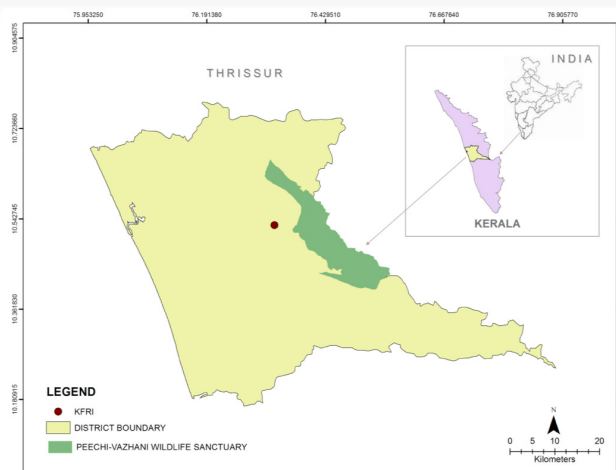 75.953250 76.191380 76.429510 76.667640 76.905770
10.904575
10.723660
10.542745
10.361830
10.180915
THRISSUR
INDIA
KERALA
LEGEND
KFRI
DISTRICT BOUNDARY
PEECHI-VAZHANI WILDLIFE SANCTUARY
N
0 5 10 20
Kilometers